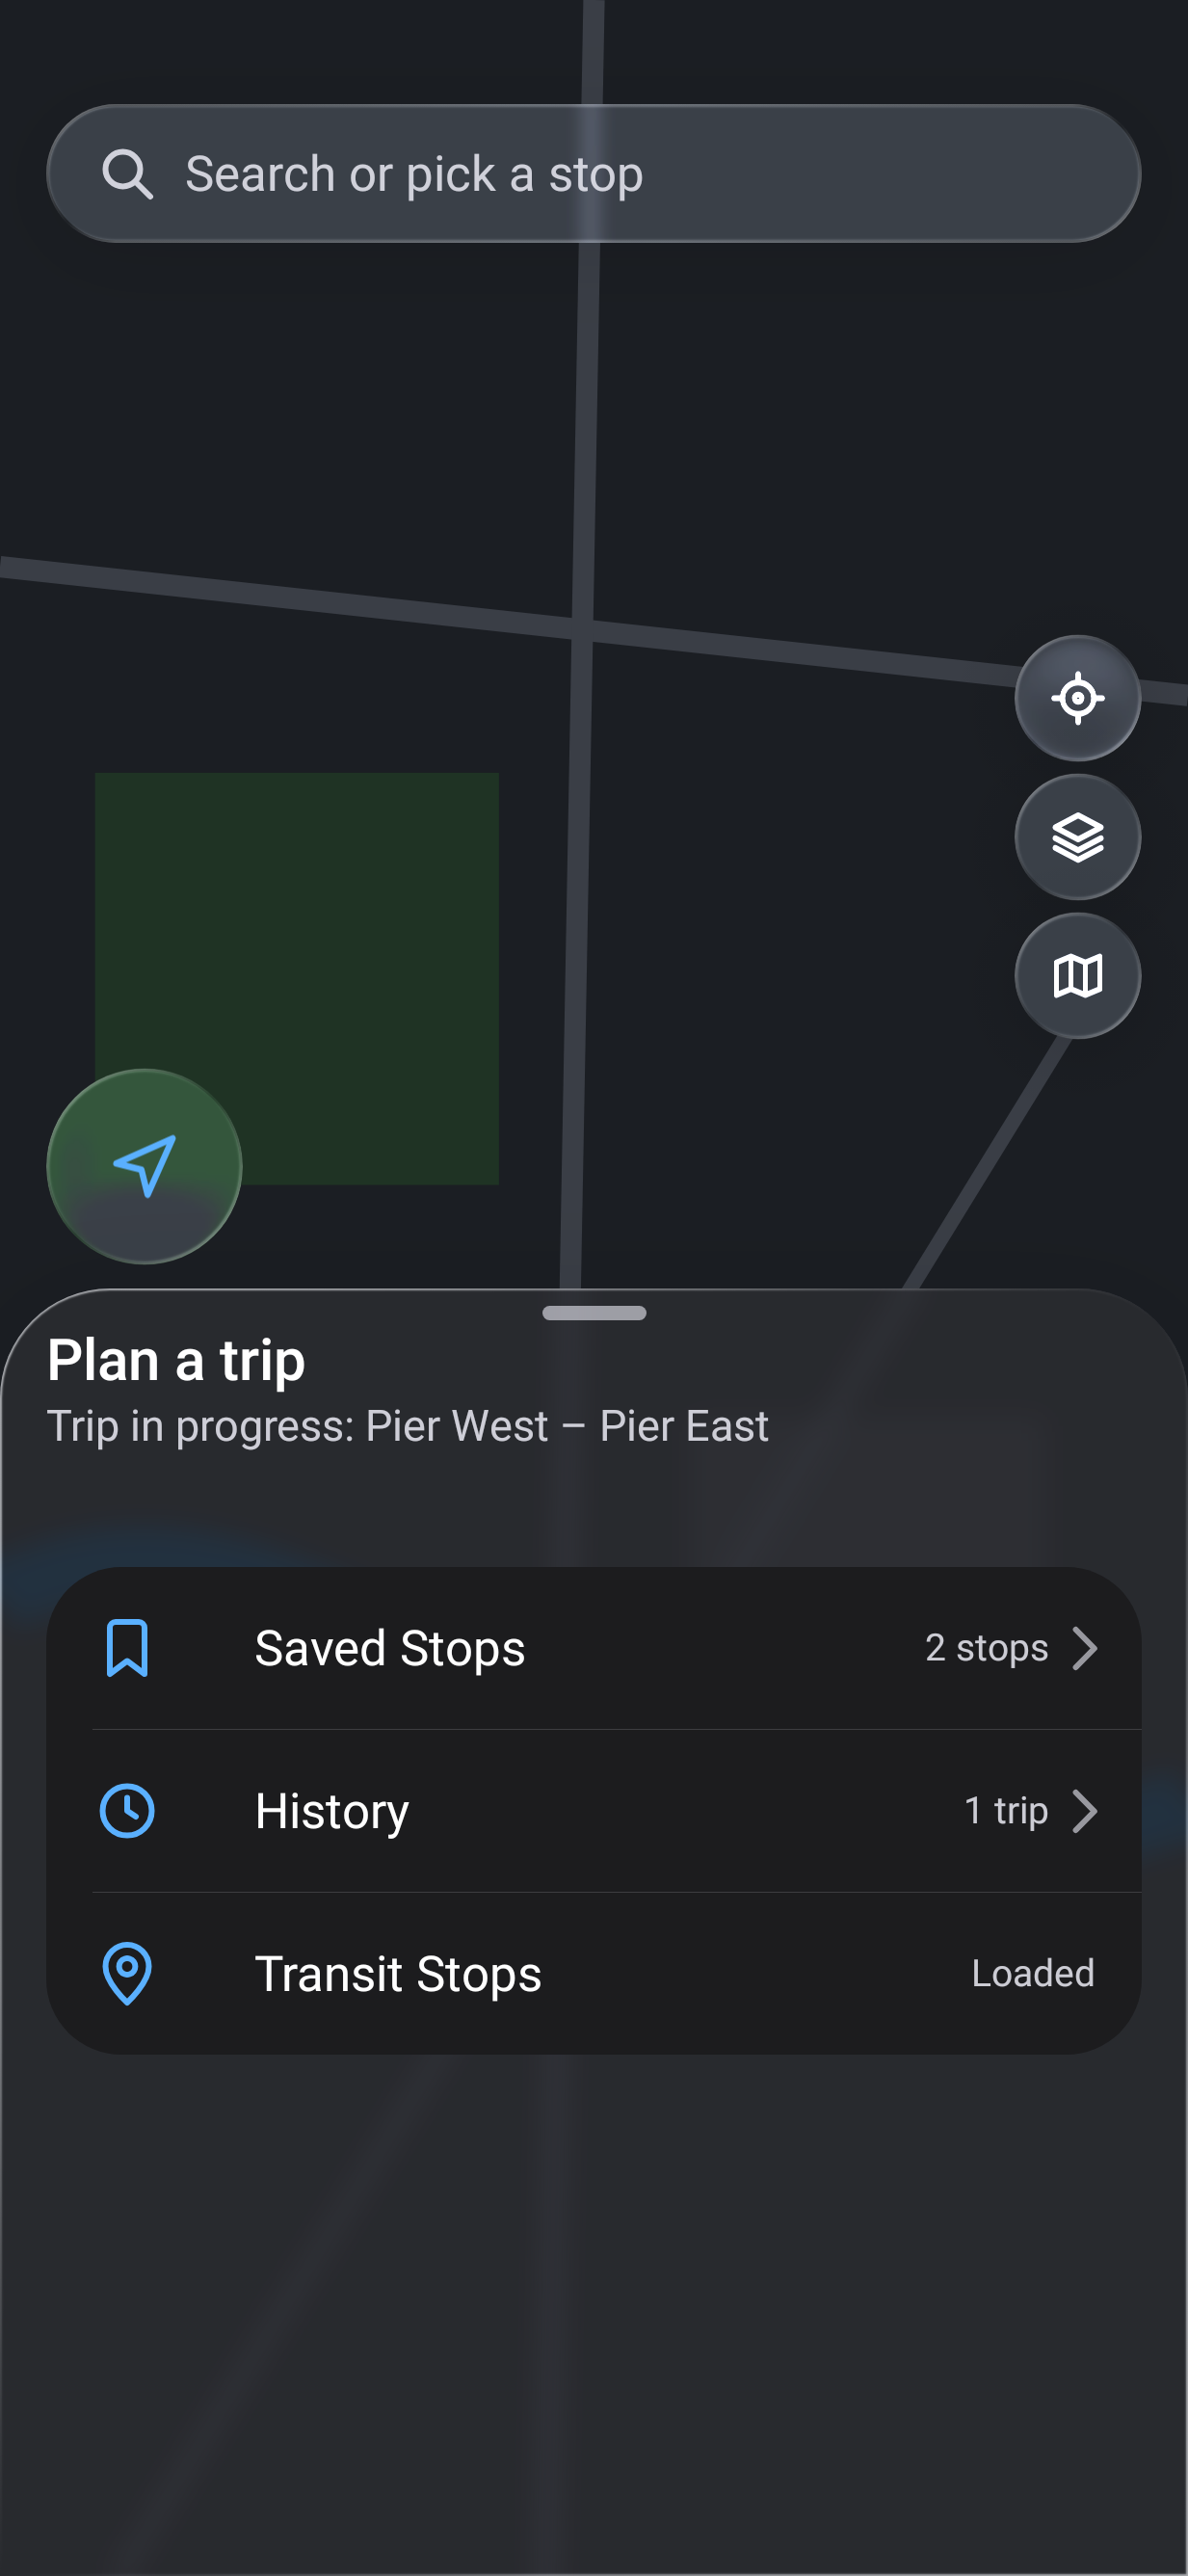 Search or pick a stop
Plan a trip
Trip in progress: Pier West – Pier East
Saved Stops 2 stops
History 1 trip
Transit Stops Loaded